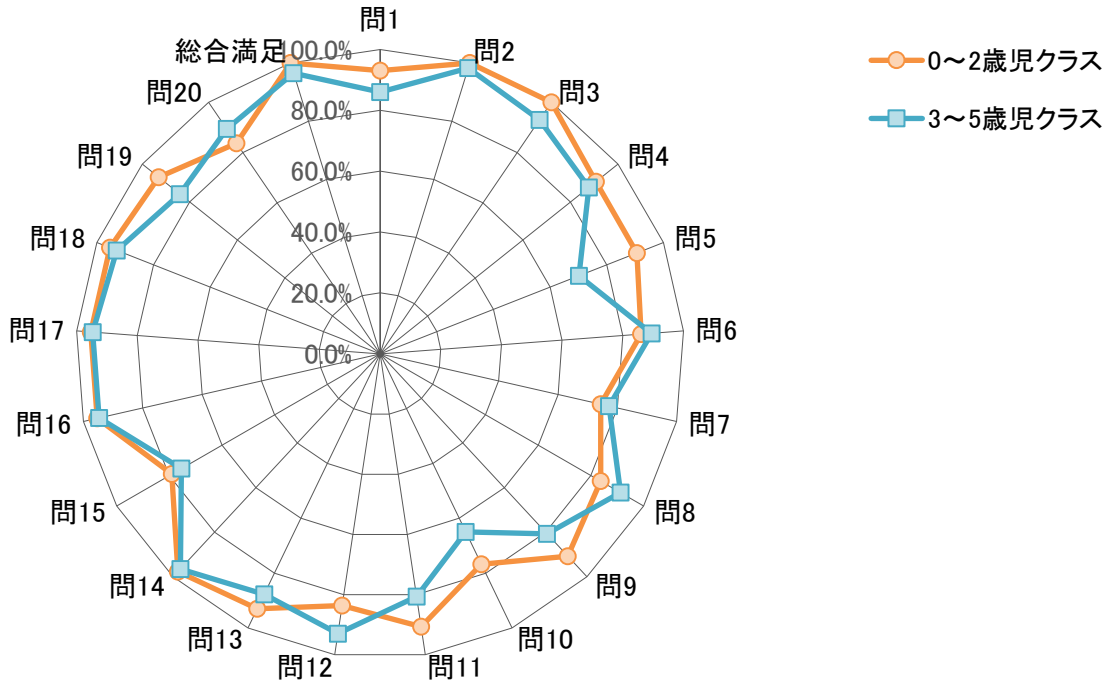 問1
問2
問3
問4
問5
問6
問7
問8
問9
問10
問11
問12
問13
問14
問15
問16
問17
問18
問19
問20
総合満足
100.0%
80.0%
60.0%
40.0%
20.0%
0.0%
0～2歳児クラス
3～5歳児クラス